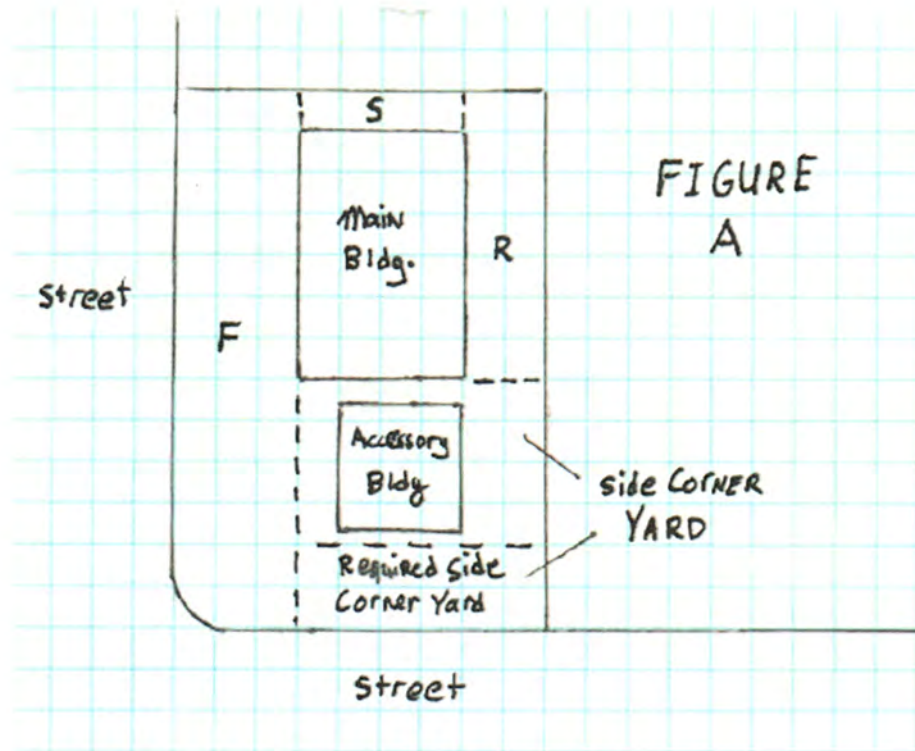 S
FIGURE
A
Main
Bldg.
R
street
F
Accessory
Bldg
side CORNER
YARD
Required Side
Corner Yard
street